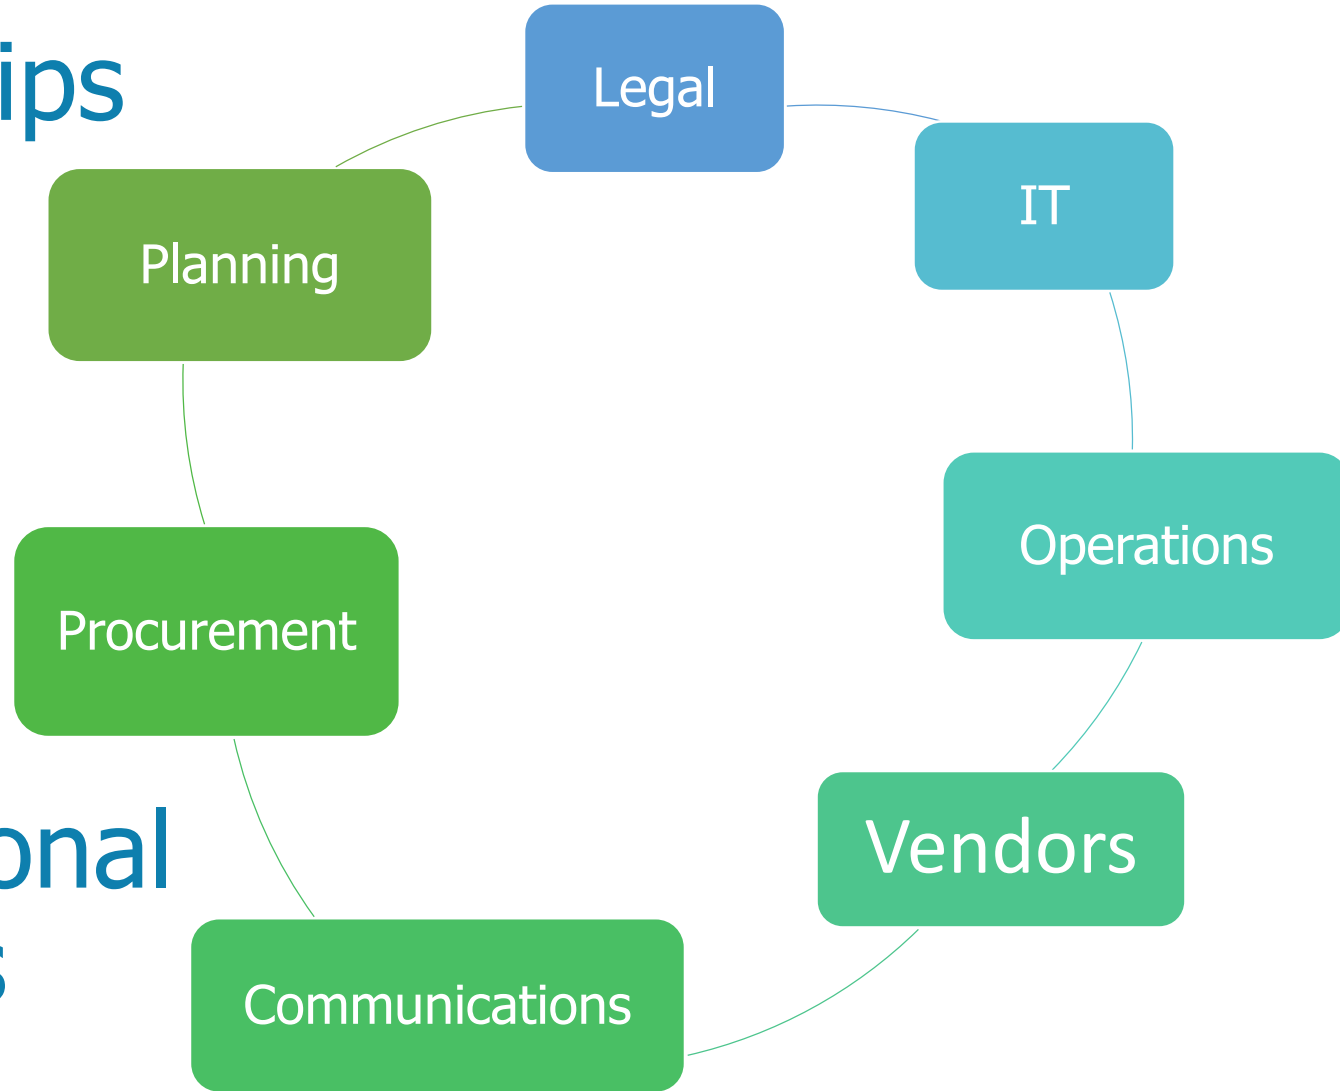 ips
Legal
IT
Planning
Operations
Procurement
Vendors
onal
s
Communications